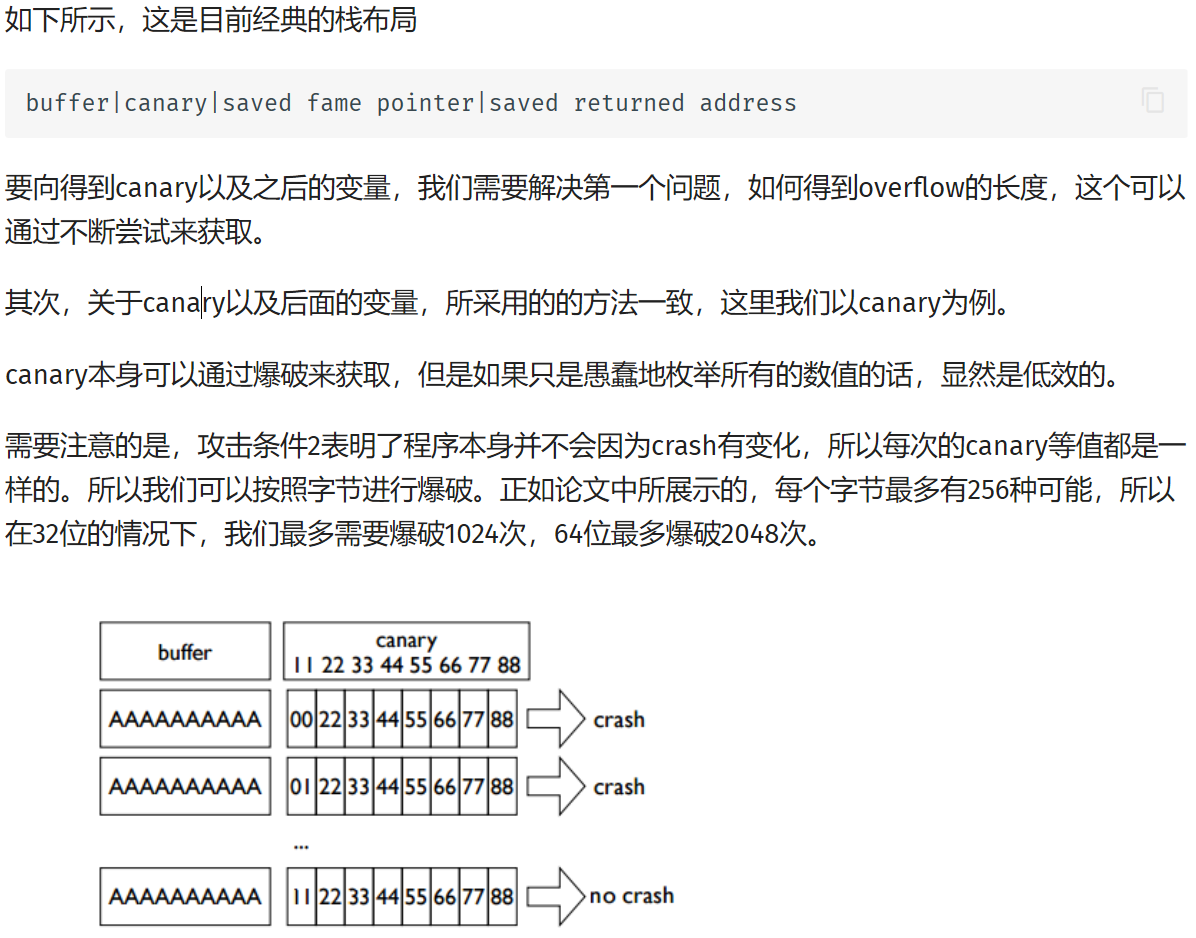 如下所示，这是目前经典的栈布局
buffer|canary|saved fame pointer|saved returned address
要向得到canary以及之后的变量，我们需要解决第一个问题，如何得到overflow的长度，这个可以
通过不断尝试来获取。
其次，关于canary以及后面的变量，所采用的的方法一致，这里我们以canary为例。
canary本身可以通过爆破来获取，但是如果只是愚蠢地枚举所有的数值的话，显然是低效的。
需要注意的是，攻击条件2表明了程序本身并不会因为crash有变化，所以每次的canary等值都是一
样的。所以我们可以按照字节进行爆破。正如论文中所展示的，每个字节最多有256种可能，所以
在32位的情况下，我们最多需要爆破1024次，64位最多爆破2048次。
buffer canary
11 22 33 44 55 66 77 88
AAAAAAAAAA 00 22 33 44 55 66 77 88 crash
AAAAAAAAAA 01 22 33 44 55 66 77 88 crash
...
AAAAAAAAAA 11 22 33 44 55 66 77 88 no crash